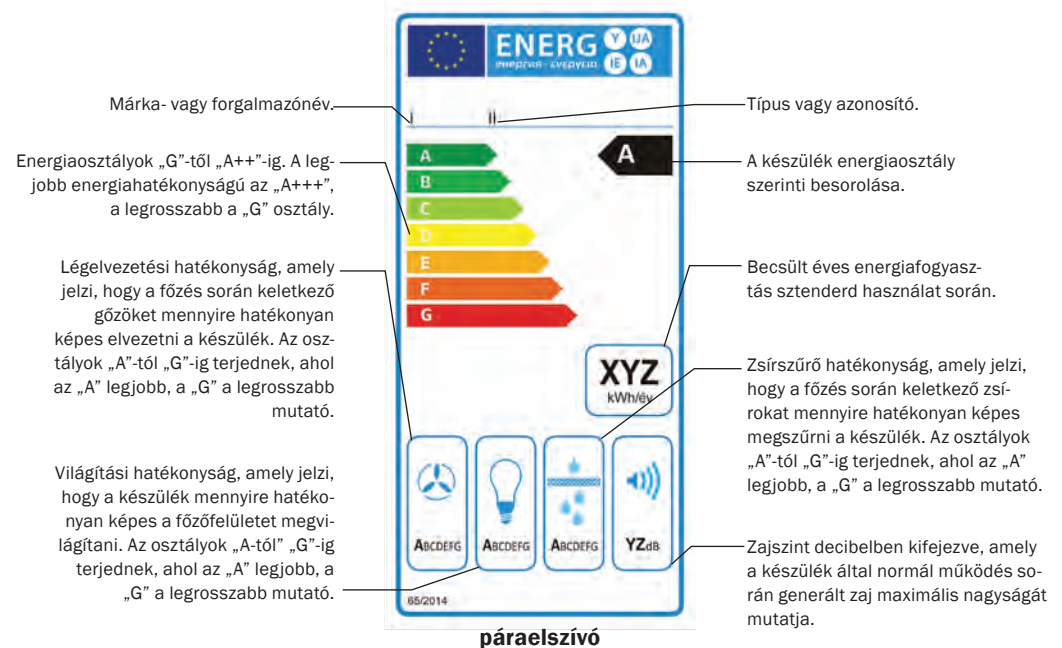 ENERG
Y
IJA
IE
IA
енергия · ενεργεια
Márka- vagy forgalmazónév.
I
II
Típus vagy azonosító.
Energiaosztályok „G”-től „A++”-ig. A leg-
jobb energiahatékonyságú az „A+++”,
a legrosszabb a „G” osztály.
A
B
C
D
E
F
G
A
A készülék energiaosztály
szerinti besorolása.
Légelvezetési hatékonyság, amely
jelzi, hogy a főzés során keletkező
gőzöket mennyire hatékonyan
képes elvezetni a készülék. Az osz-
tályok „A”-tól „G”-ig terjednek, ahol
az „A” legjobb, a „G” a legrosszabb
mutató.
Becsült éves energiafogyasz-
tás sztenderd használat során.
XYZ
kWh/év
Zsírszűrő hatékonyság, amely jelzi,
hogy a főzés során keletkező zsí-
rokat mennyire hatékonyan képes
megszűrni a készülék. Az osztályok
„A”-tól „G”-ig terjednek, ahol az „A”
legjobb, a „G” a legrosszabb mutató.
Világítási hatékonyság, amely jelzi,
hogy a készülék mennyire hatéko-
nyan képes a főzőfelületet megvi-
lágítani. Az osztályok „A-tól” „G”-ig
terjednek, ahol az „A” legjobb, a
„G” a legrosszabb mutató.
ABCDEFG
ABCDEFG
ABCDEFG
YZdB
Zajszint decibelben kifejezve, amely
a készülék által normál működés so-
rán generált zaj maximális nagyságát
mutatja.
65/2014
páraelszívó